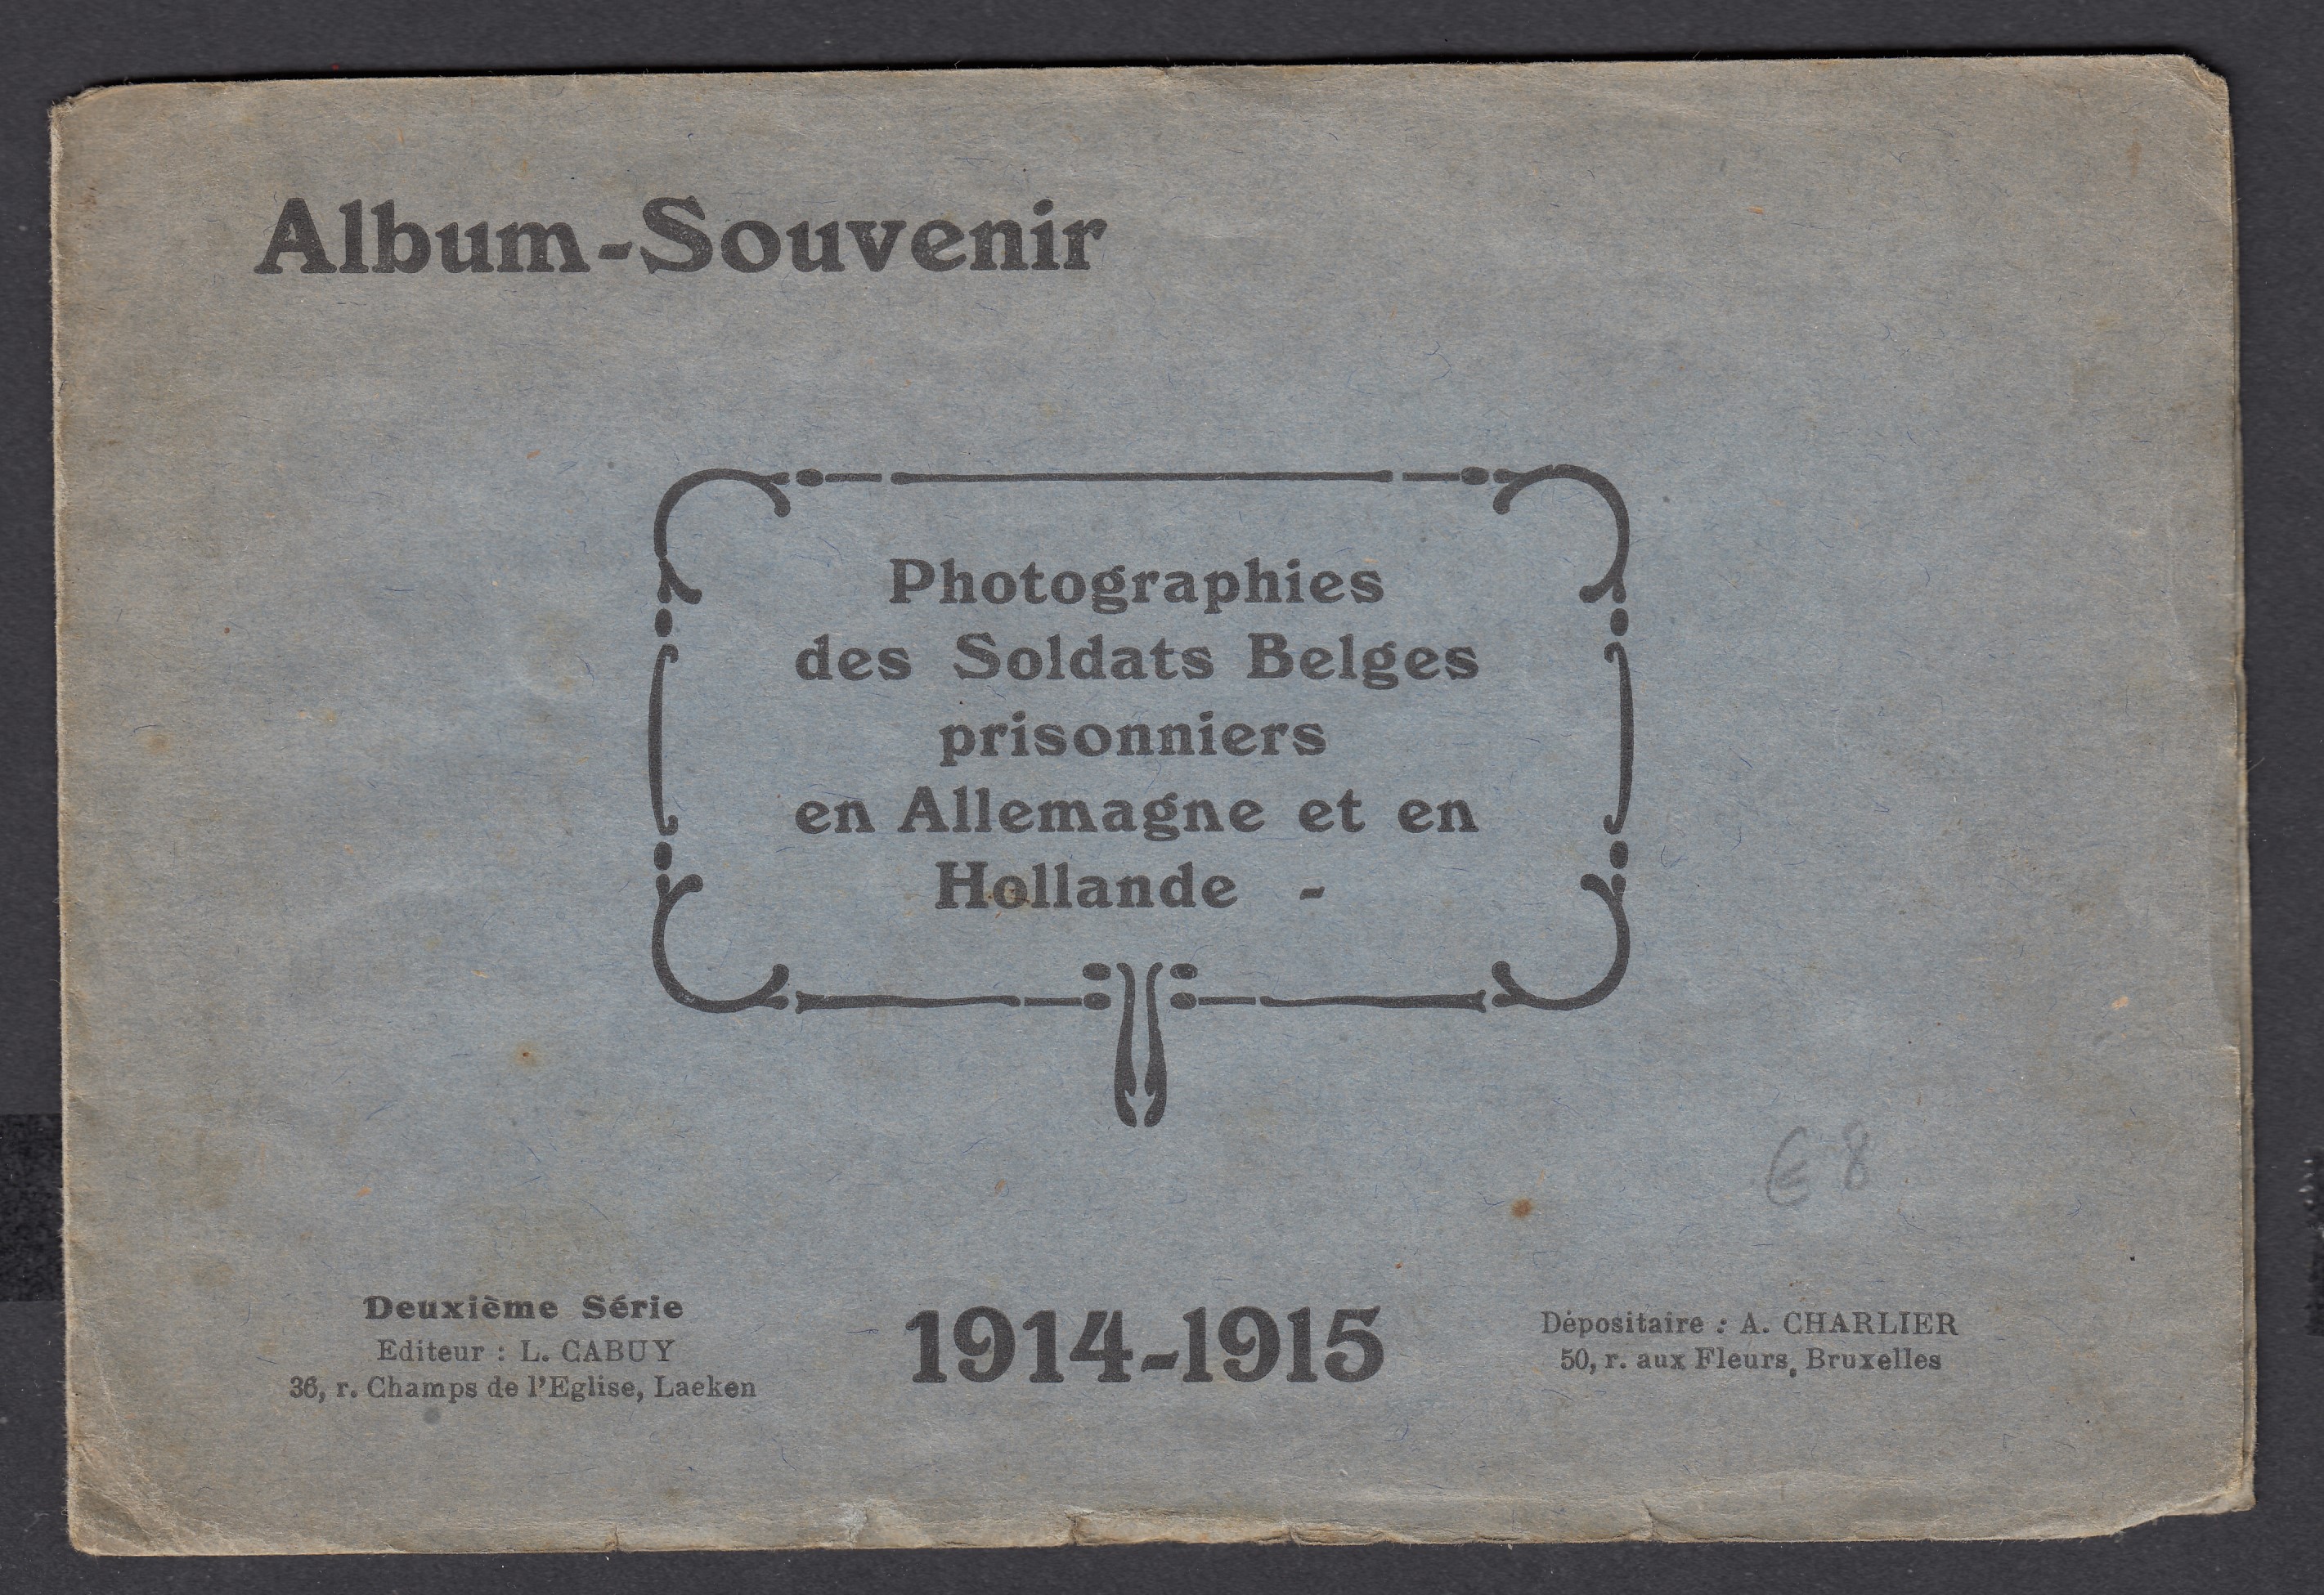 Album-Souvenir
Photographies
des Soldats Belges
prisonniers
en Allemagne et en
Hollande -
€ 8
Deuxième Série
Editeur : L. CABUY
36, r. Champs de l'Eglise, Laeken
1914-1915
Dépositaire : A. CHARLIER
50, r. aux Fleurs, Bruxelles